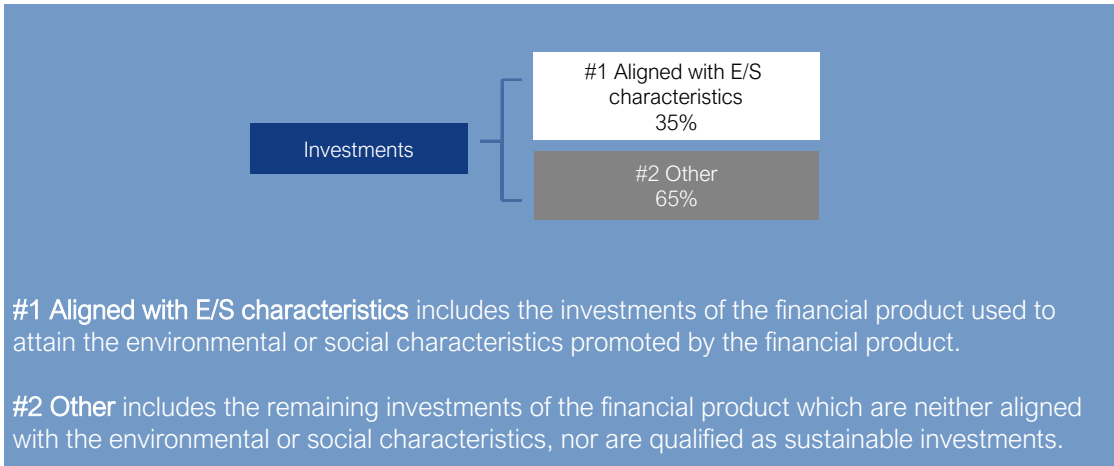 #1 Aligned with E/S
characteristics
35%
Investments
#2 Other
65%
#1 Aligned with E/S characteristics includes the investments of the financial product used to
attain the environmental or social characteristics promoted by the financial product.
#2 Other includes the remaining investments of the financial product which are neither aligned
with the environmental or social characteristics, nor are qualified as sustainable investments.